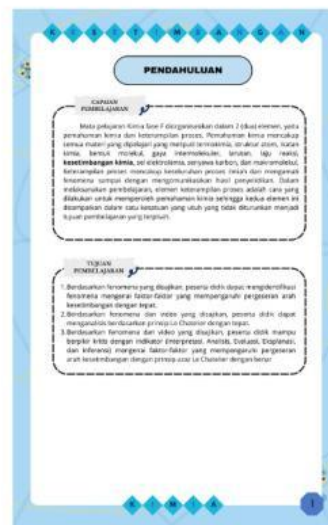 KESETIMBANGAN
PENDAHULUAN
CAPAIAN
PEMBELAJARAN
Mata pelajaran Kimia fase F diorganisasikan dalam 2 (dua) elemen, yaitu
pemahaman kimia dan keterampilan proses. Pemahaman kimia mencakup
semua materi yang dipelajari yang meliputi termokimia, struktur atom, ikatan
kimia, bentuk molekul, gaya intermolekuler, larutan, laju reaksi,
kesetimbangan kimia, sel elektrolisis, senyawa karbon, dan makromolekul.
Keterampilan proses mencakup keseluruhan proses ilmiah dari mengamati
fenomena sampai dengan mengomunikasikan hasil penyelidikan. Dalam
melaksanakan pembelajaran, elemen keterampilan proses adalah cara yang
dilakukan untuk memperoleh pemahaman kimia sehingga kedua elemen ini
disampaikan dalam satu kesatuan yang utuh yang tidak diturunkan menjadi
tujuan pembelajaran yang terpisah.
TUJUAN
PEMBELAJARAN
1. Berdasarkan fenomena yang disajikan, peserta didik dapat mengidentifikasi
fenomena mengenai faktor-faktor yang mempengaruhi pergeseran arah
kesetimbangan dengan tepat.
2. Berdasarkan fenomena dan video yang disajikan, peserta didik dapat
menganalisis berdasarkan prinsip Le Chatelier dengan tepat.
3. Berdasarkan fenomena dan video yang disajikan, peserta didik mampu
berpikir kritis dengan indikator (Interpretasi, Analisis, Evaluasi, Eksplanasi,
dan Inferensi) mengenai faktor-faktor yang mempengaruhi pergeseran
arah kesetimbangan dengan prinsip azaz Le Chatelier dengan benar
KIMIA
1